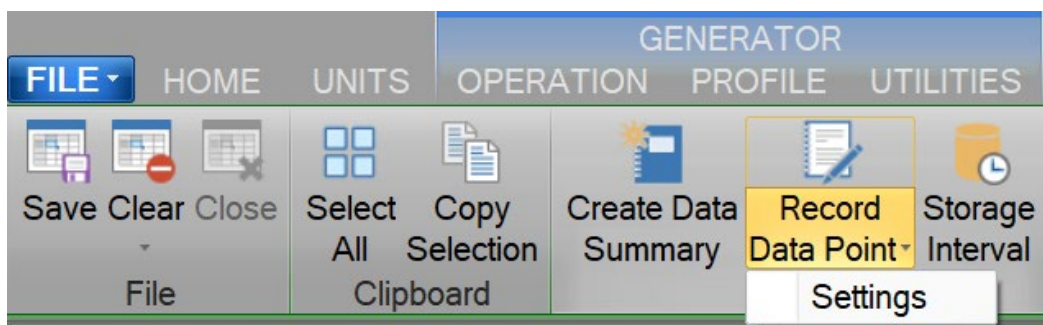 GENERATOR
FILE HOME UNITS OPERATION PROFILE UTILITIES
Save Clear Close Select Copy Create Data Record Storage
All Selection Summary Data Point Interval
File Clipboard Settings